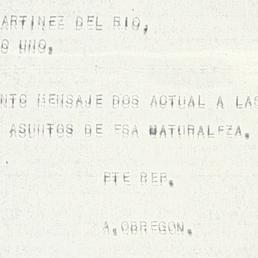 ARTINEZ DEL RIO,
O UNO.
NTO MENSAJE DOS ACTUAL A LAS
ASUNTOS DE ESA NATURALEZA.
PTE REP.
A. OBREGON.